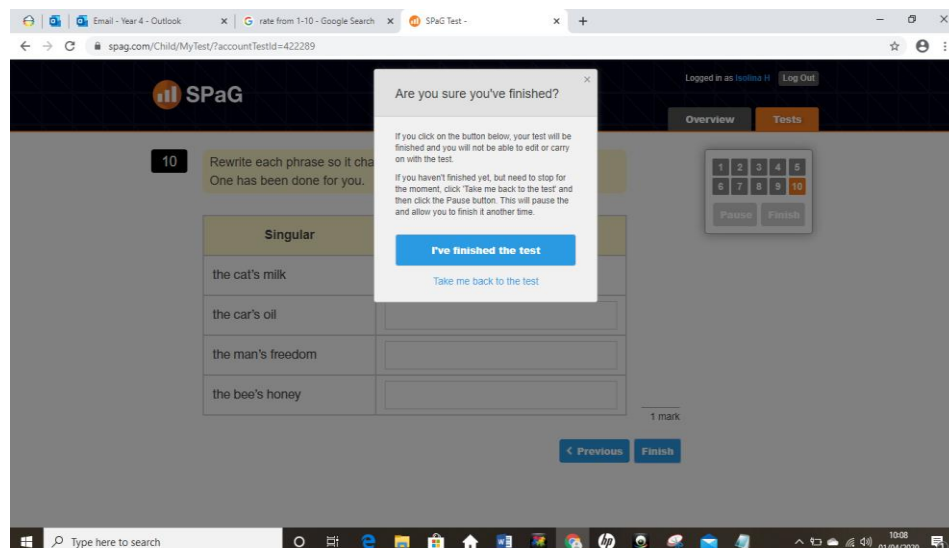 Email - Year 4 - Outlook
rate from 1-10 - Google Search
SPaG Test -
spag.com/Child/MyTest/?accountTestId=422289
SPaG
Logged in as Isolina H Log Out
Overview Tests
Are you sure you've finished?
If you click on the button below, your test will be
finished and you will not be able to edit or carry
on with the test.
If you haven't finished yet, but need to stop for
the moment, click 'Take me back to the test' and
then click the Pause button. This will pause the
and allow you to finish it another time.
I've finished the test
Take me back to the test
10
Rewrite each phrase so it cha
One has been done for you.
Singular
the cat's milk
the car's oil
the man's freedom
the bee's honey
1 2 3 4 5
6 7 8 9 10
Pause Finish
1 mark
Previous Finish
Type here to search
10:08
01/04/2020